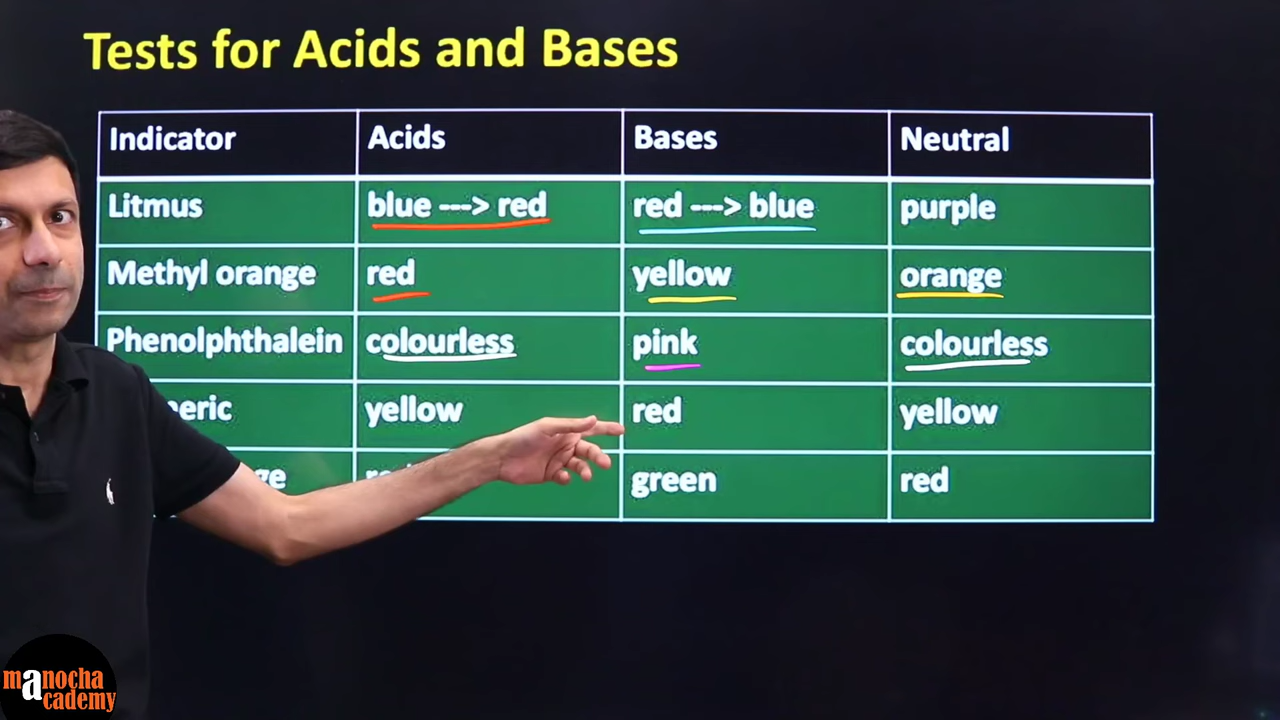 Tests for Acids and Bases
Indicator Acids Bases Neutral
Litmus blue ---> red red ---> blue purple
Methyl orange red yellow orange
Phenolphthalein colourless pink colourless
yellow red yellow
green red
manocha
academy